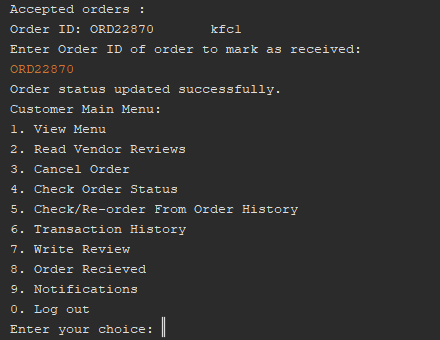 Accepted orders :
Order ID: ORD22870       kfc1
Enter Order ID of order to mark as received:
ORD22870
Order status updated successfully.
Customer Main Menu:
1. View Menu
2. Read Vendor Reviews
3. Cancel Order
4. Check Order Status
5. Check/Re-order From Order History
6. Transaction History
7. Write Review
8. Order Recieved
9. Notifications
0. Log out
Enter your choice: